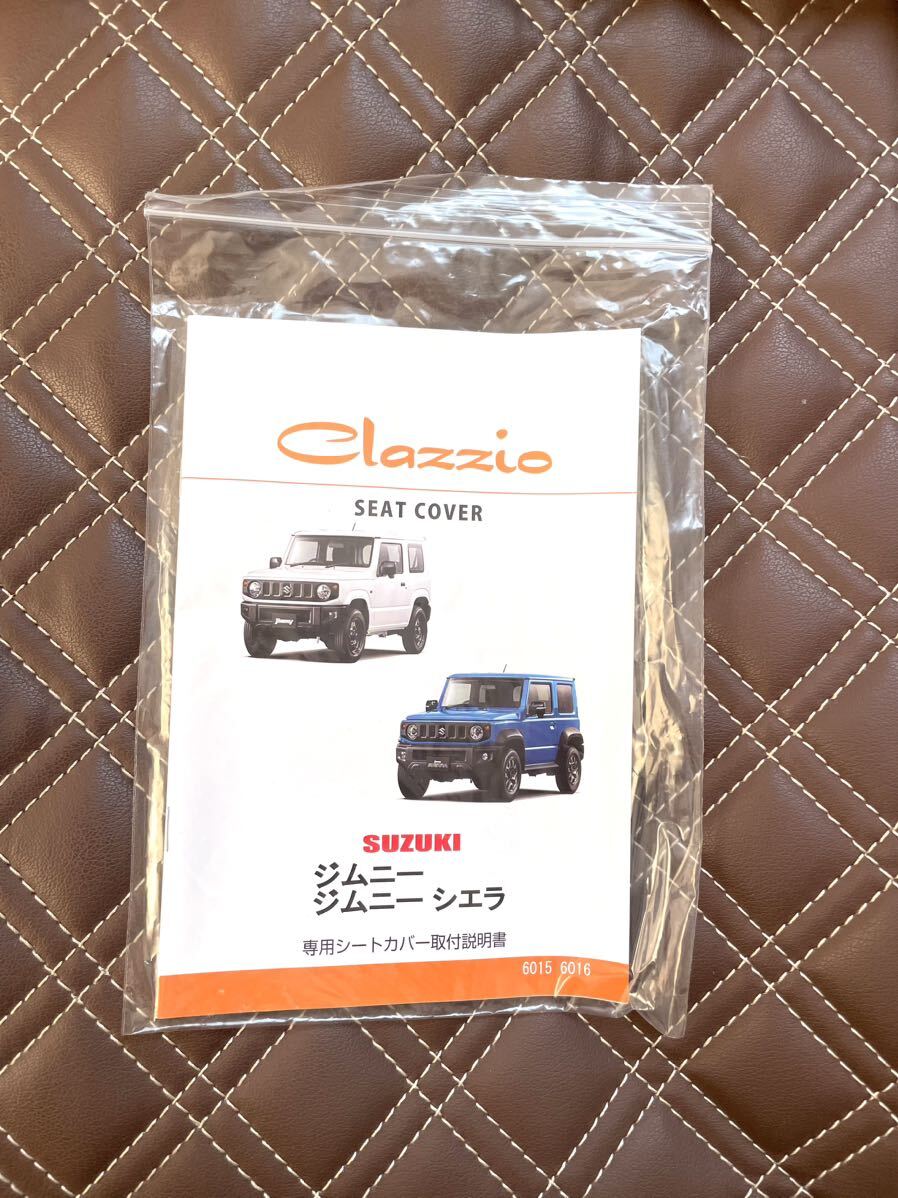 Clazzio
SEAT COVER
Jimny
SUZUKI
ジムニー
ジムニー シエラ
専用シートカバー取付説明書
6015 6016